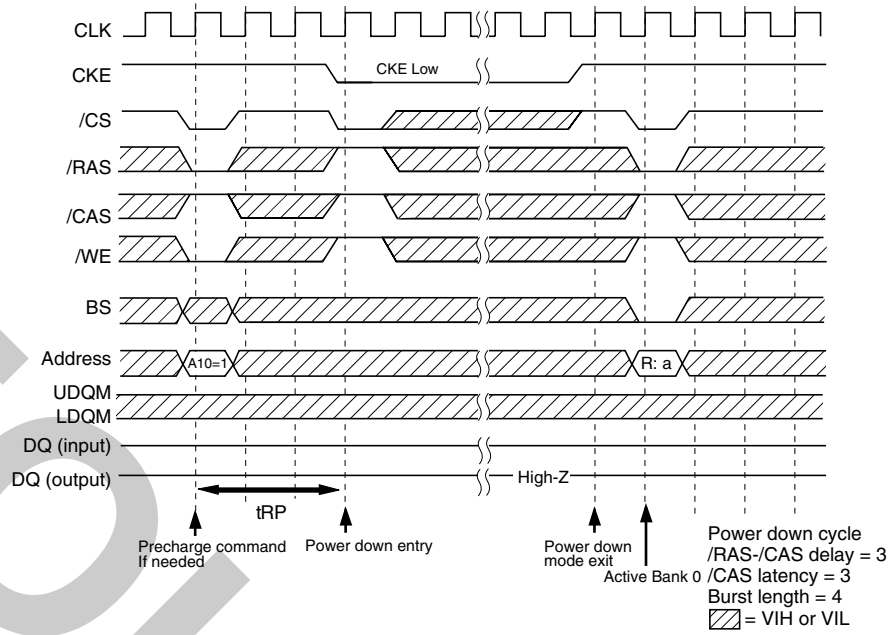 CLK
CKE
CKE Low
/CS
/RAS
/CAS
/WE
BS
Address
A10=1
R: a
UDQM
LDQM
DQ (input)
DQ (output)
High-Z
tRP
Precharge command
If needed
Power down entry
Power down
mode exit
Active Bank 0
Power down cycle
/RAS-/CAS delay = 3
/CAS latency = 3
Burst length = 4
= VIH or VIL